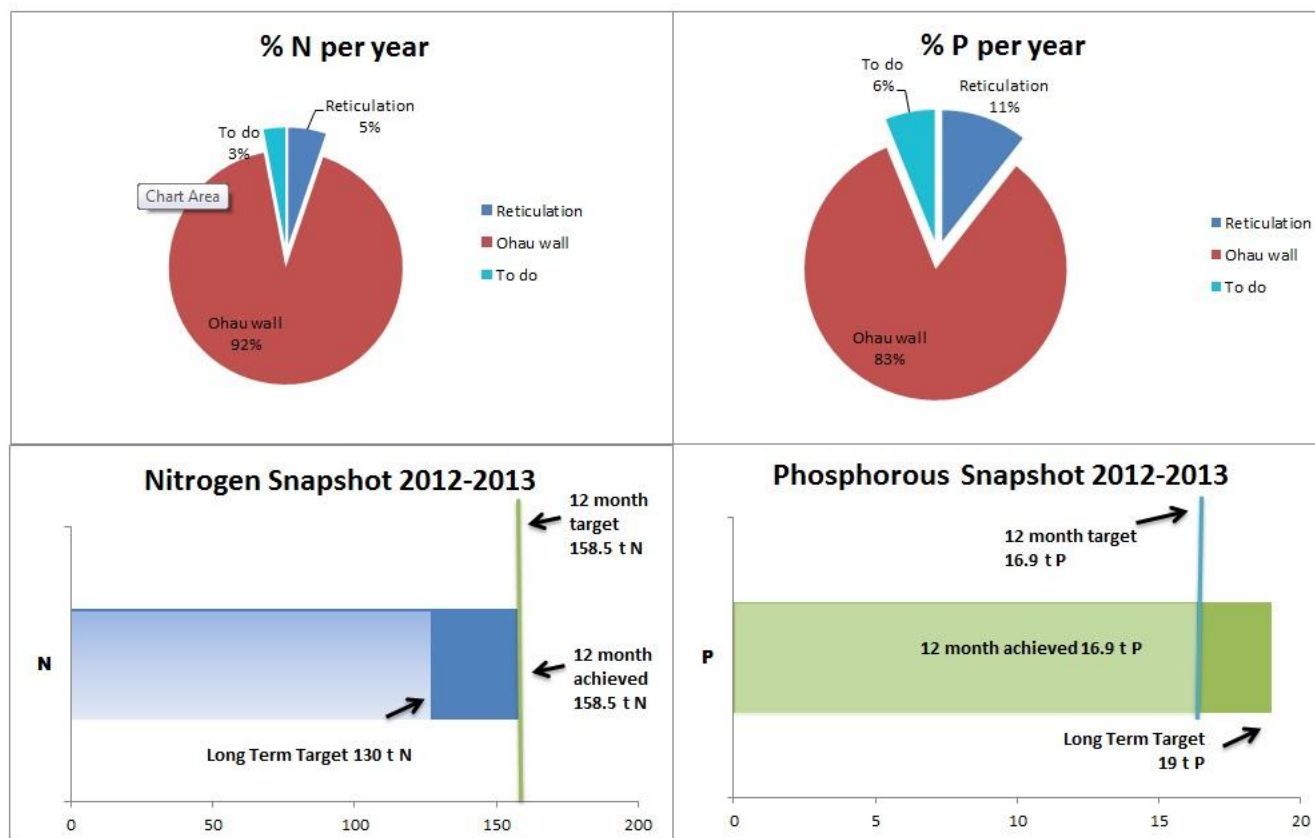 % N per year
Reticulation
5%
To do
3%
Chart Area
Ohau wall
92%
Reticulation
Ohau wall
To do
% P per year
To do
6%
Reticulation
11%
Ohau wall
83%
Reticulation
Ohau wall
To do
Nitrogen Snapshot 2012-2013
12 month
target
158.5 t N
N
12 month
achieved
158.5 t N
Long Term Target 130 t N
0 50 100 150 200
Phosphorous Snapshot 2012-2013
12 month target
16.9 t P
P
12 month achieved 16.9 t P
Long Term Target
19 t P
0 5 10 15 20